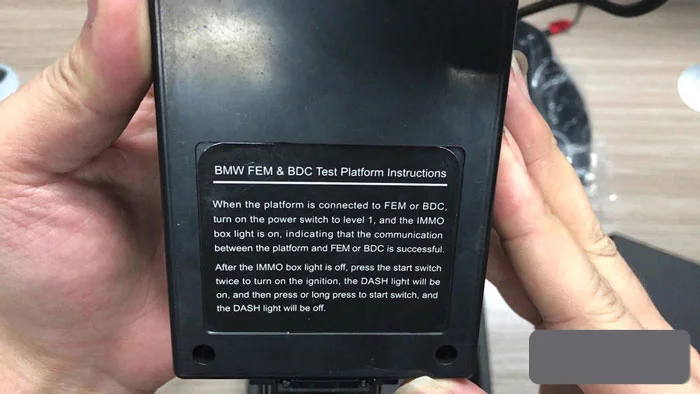 BMW FEM & BDC Test Platform Instructions
When the platform is connected to FEM or BDC,
turn on the power switch to level 1, and the IMMO
box light is on, indicating that the communication
between the platform and FEM or BDC is successful.
After the IMMO box light is off, press the start switch
twice to turn on the ignition, the DASH light will be
on, and then press or long press to start switch, and
the DASH light will be off.